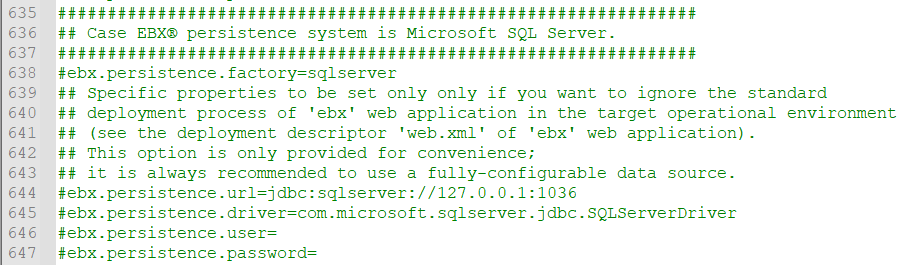 635 ################################################################
636 ## Case EBX® persistence system is Microsoft SQL Server.
637 ################################################################
638 #ebx.persistence.factory=sqlserver
639 ## Specific properties to be set only only if you want to ignore the standard
640 ## deployment process of 'ebx' web application in the target operational environment
641 ## (see the deployment descriptor 'web.xml' of 'ebx' web application).
642 ## This option is only provided for convenience;
643 ## it is always recommended to use a fully-configurable data source.
644 #ebx.persistence.url=jdbc:sqlserver://127.0.0.1:1036
645 #ebx.persistence.driver=com.microsoft.sqlserver.jdbc.SQLServerDriver
646 #ebx.persistence.user=
647 #ebx.persistence.password=